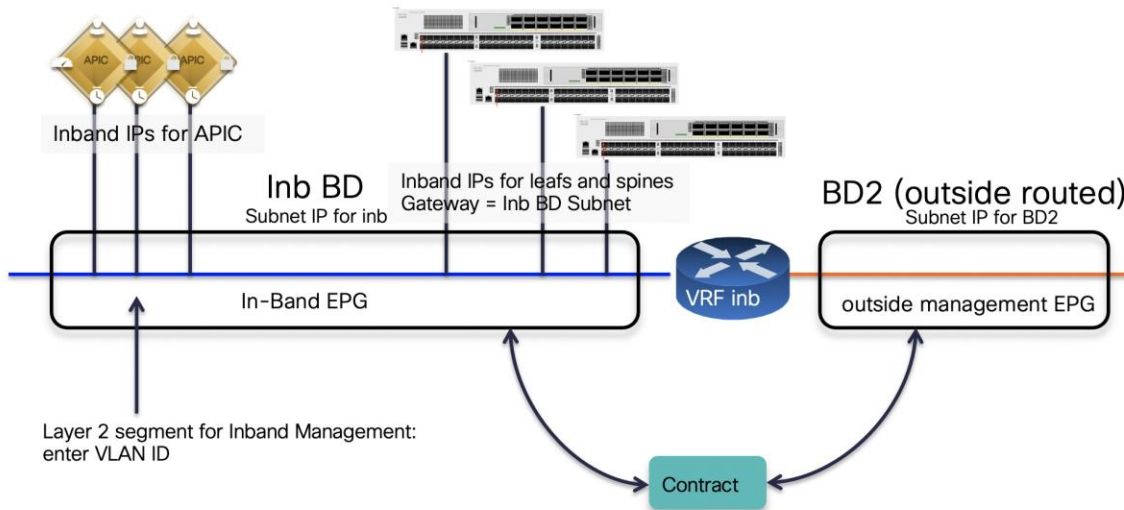 APIC
APIC
APIC
Inband IPs for APIC
Inb BD
Subnet IP for inb
Inband IPs for leafs and spines
Gateway = Inb BD Subnet
BD2 (outside routed)
Subnet IP for BD2
In-Band EPG
VRF inb
outside management EPG
Layer 2 segment for Inband Management:
enter VLAN ID
Contract